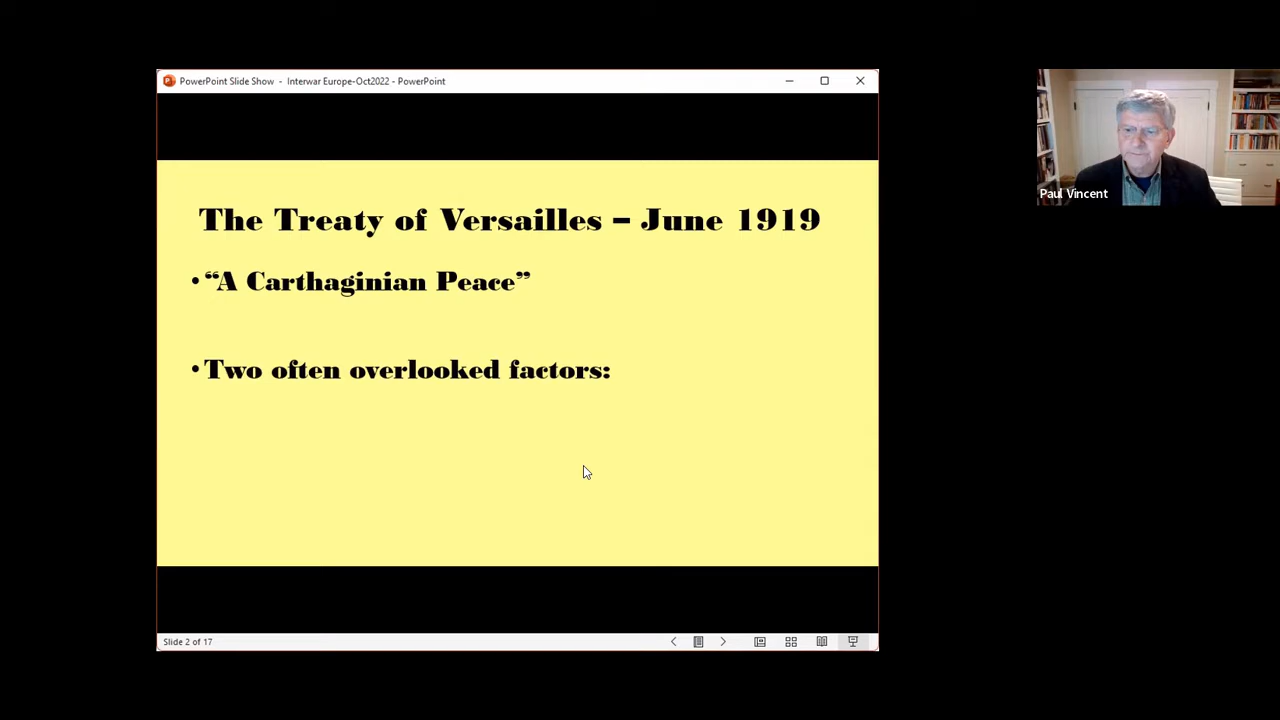 PowerPoint Slide Show - Interwar Europe-Oct2022 - PowerPoint
The Treaty of Versailles – June 1919
• “A Carthaginian Peace”
• Two often overlooked factors:
Slide 2 of 17
Paul Vincent